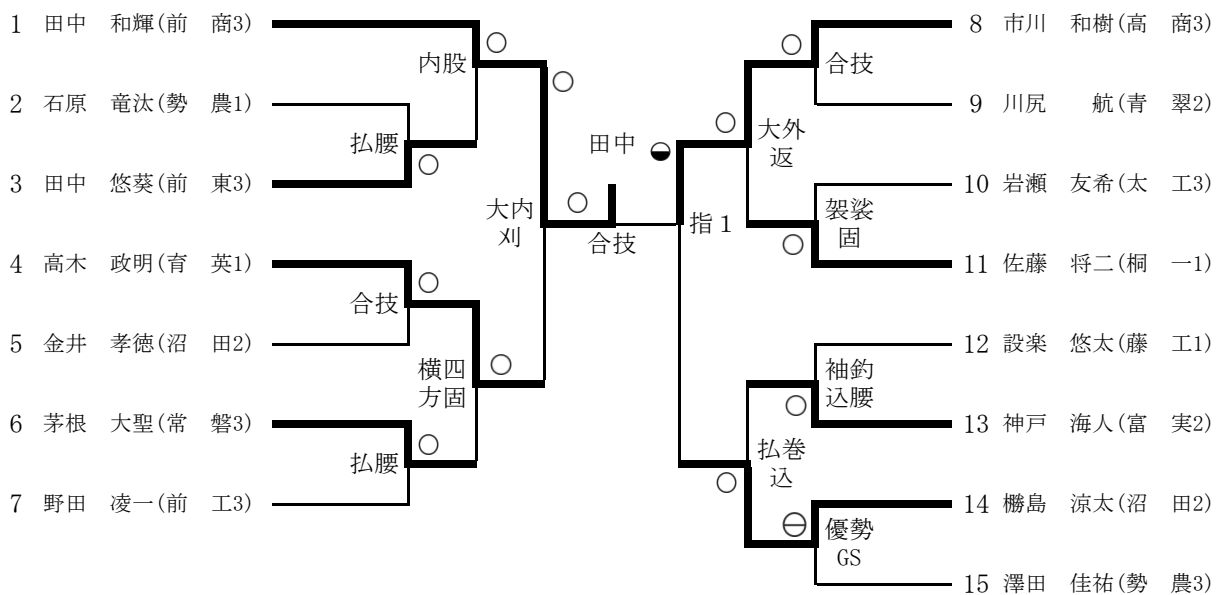 1 田中 和輝(前 商3)
2 石原 竜汰(勢 農1)
3 田中 悠葵(前 東3)
4 高木 政明(育 英1)
5 金井 孝徳(沼 田2)
6 茅根 大聖(常 磐3)
7 野田 凌一(前 工3)
内股
払腰
合技
横四
方固
払腰
大内
刈
田中
合技
指1
大外
返
払巻
込
合技
袈裟
固
袖釣
込腰
優勢
GS
8 市川 和樹(高 商3)
9 川尻 航(青 翠2)
10 岩瀬 友希(太 工3)
11 佐藤 将二(桐 一1)
12 設楽 悠太(藤 工1)
13 神戸 海人(富 実2)
14 櫤島 涼太(沼 田2)
15 澤田 佳祐(勢 農3)